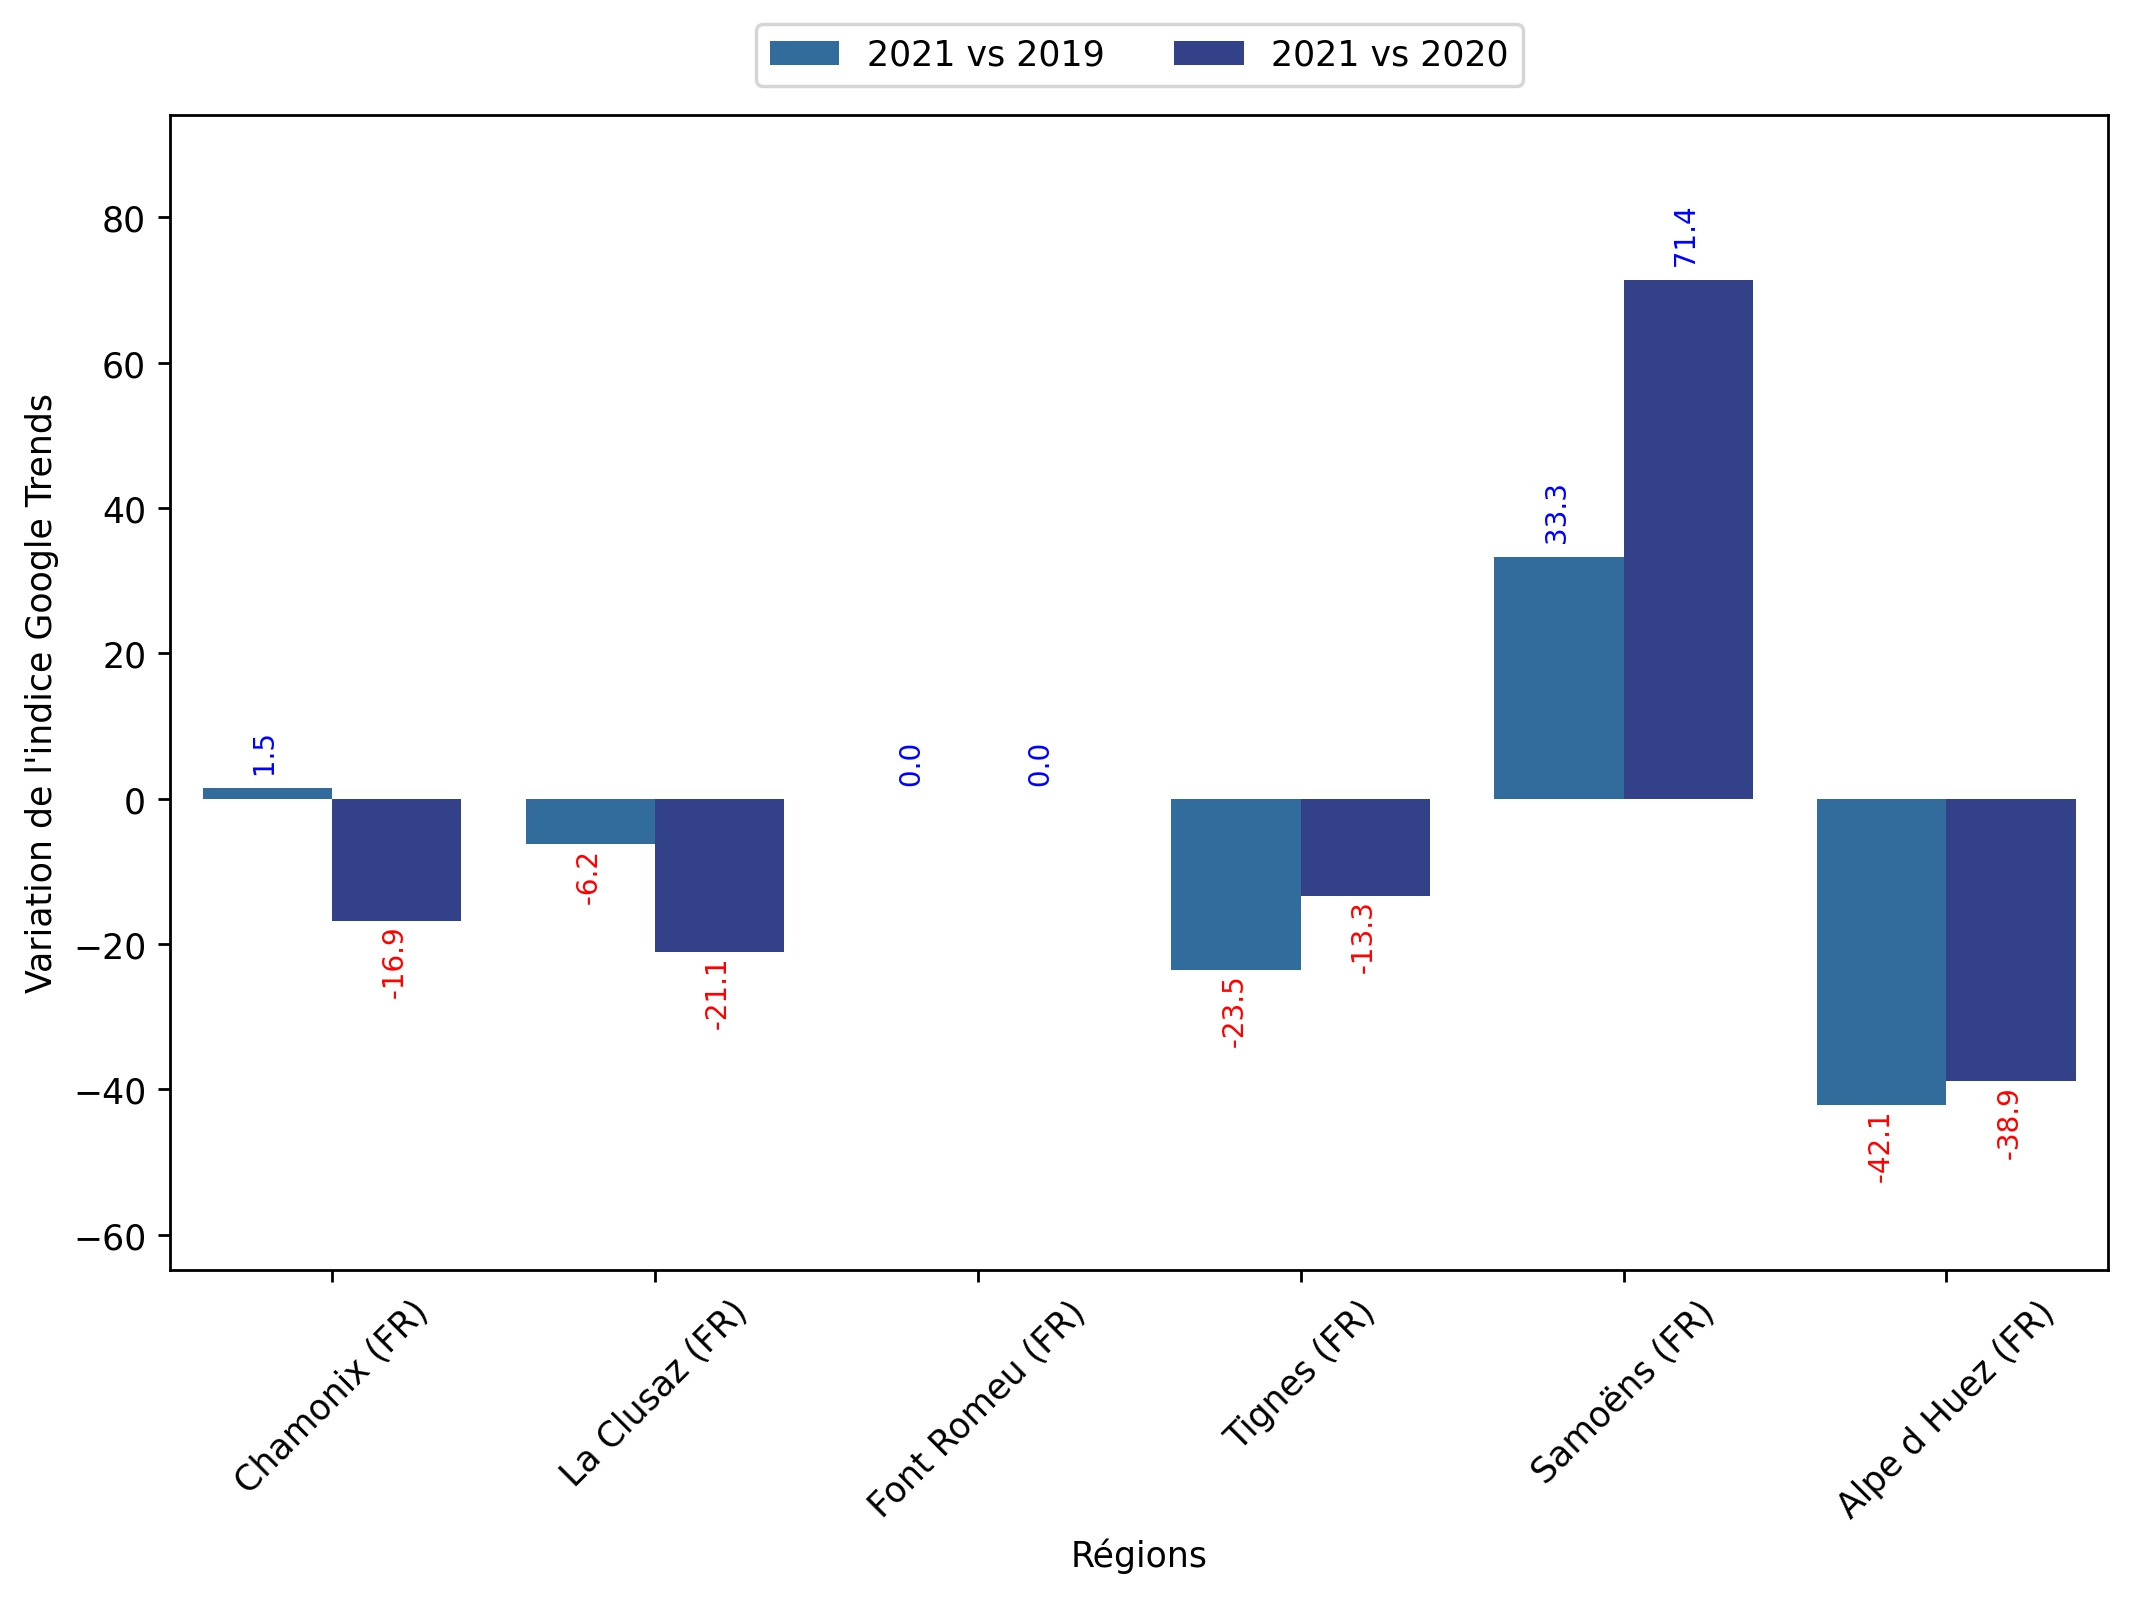 2021 vs 2019
2021 vs 2020
Variation de l'indice Google Trends
80
60
40
20
0
−20
−40
−60
1.5
-16.9
-6.2
-21.1
0.0
0.0
-23.5
-13.3
33.3
71.4
-42.1
-38.9
Chamonix (FR)
La Clusaz (FR)
Font Romeu (FR)
Tignes (FR)
Samoëns (FR)
Alpe d Huez (FR)
Régions